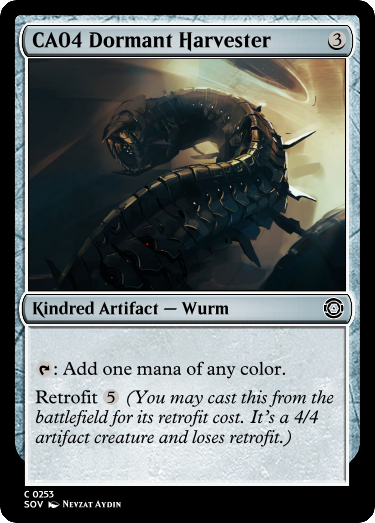 CA04 Dormant Harvester 3
Kindred Artifact — Wurm
: Add one mana of any color.
Retrofit 5 (You may cast this from the
battlefield for its retrofit cost. It's a 4/4
artifact creature and loses retrofit.)
C 0253
SOV Nevzat Aydin